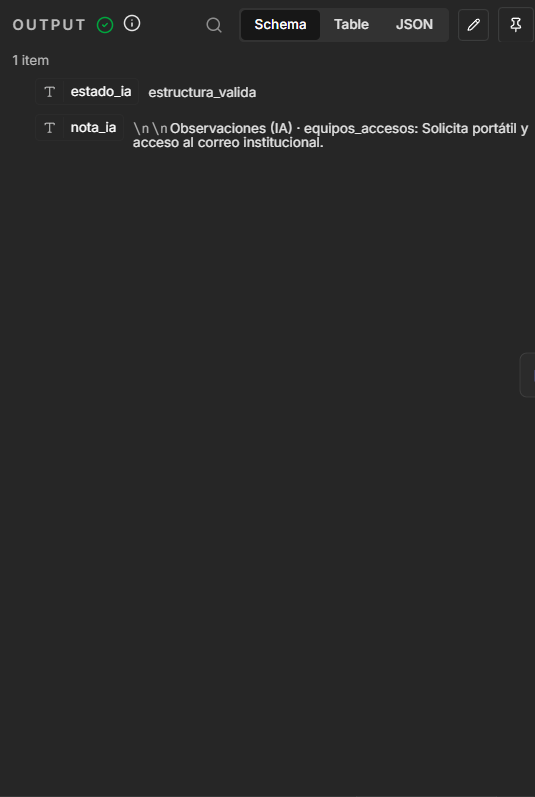 OUTPUT
Schema Table JSON
1 item
T estado_ia estructura_valida
T nota_ia \n\nObservaciones (IA) · equipos_accesos: Solicita portátil y
acceso al correo institucional.